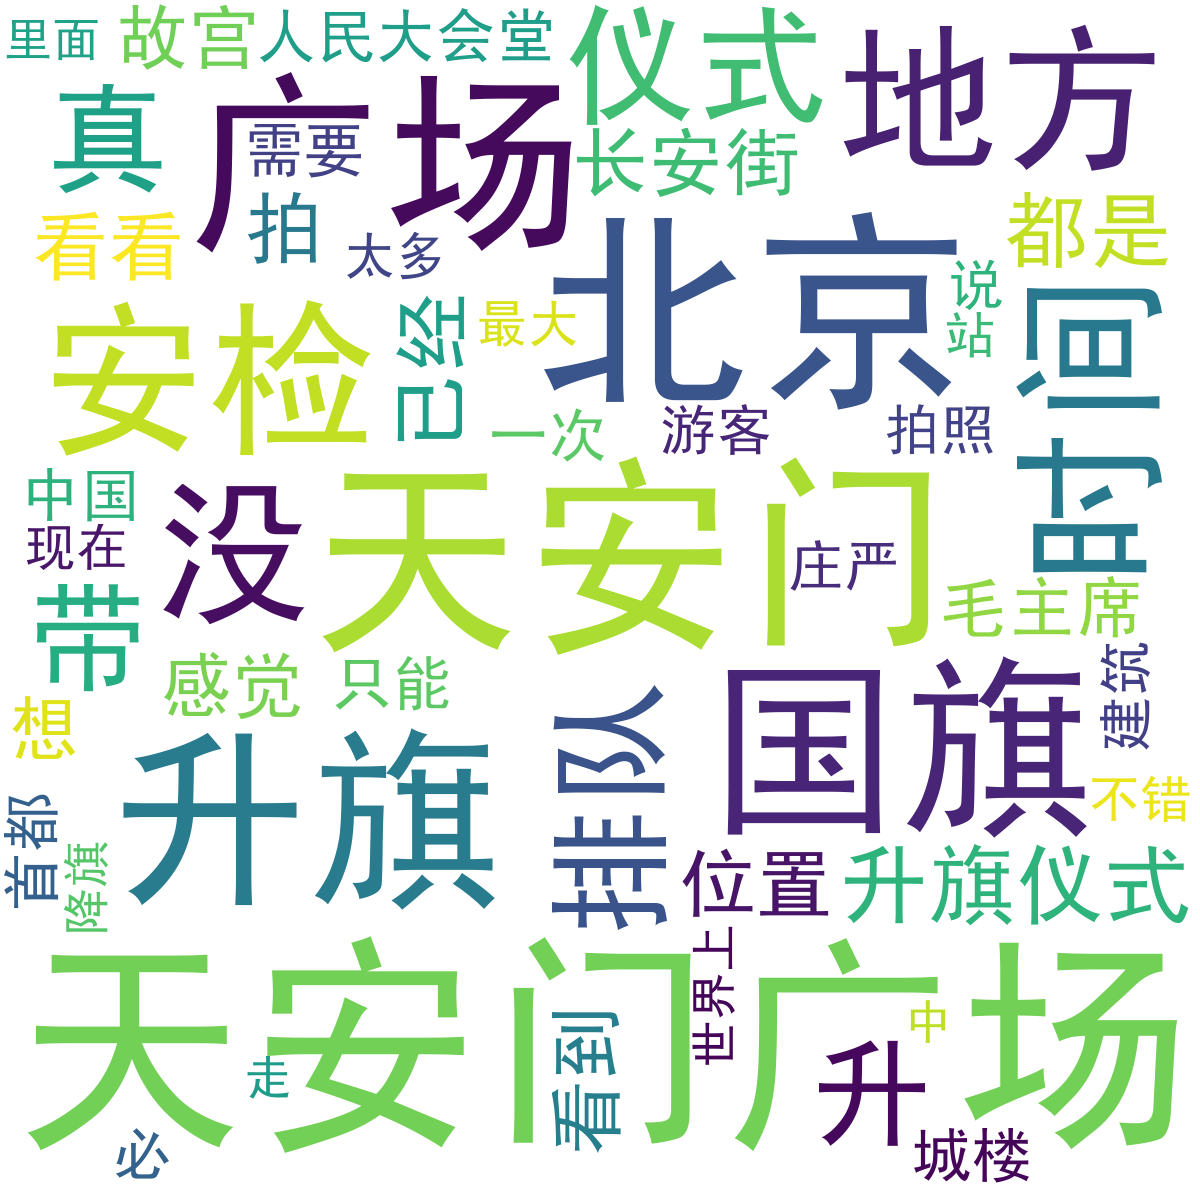 里面
故宫
人民大会堂
仪式
地方
真
广场
需要
长安街
拍
都是
看看
太多
北京
说
站
时间
安检
已经
最大
一次
游客
拍照
中国
现在
没
天安门
庄严
毛主席
带
感觉
只能
国旗
建筑
想
升旗
排队
不错
首都
降旗
位置
升旗仪式
世界上
天安门广场
中
走
看到
升
必
城楼